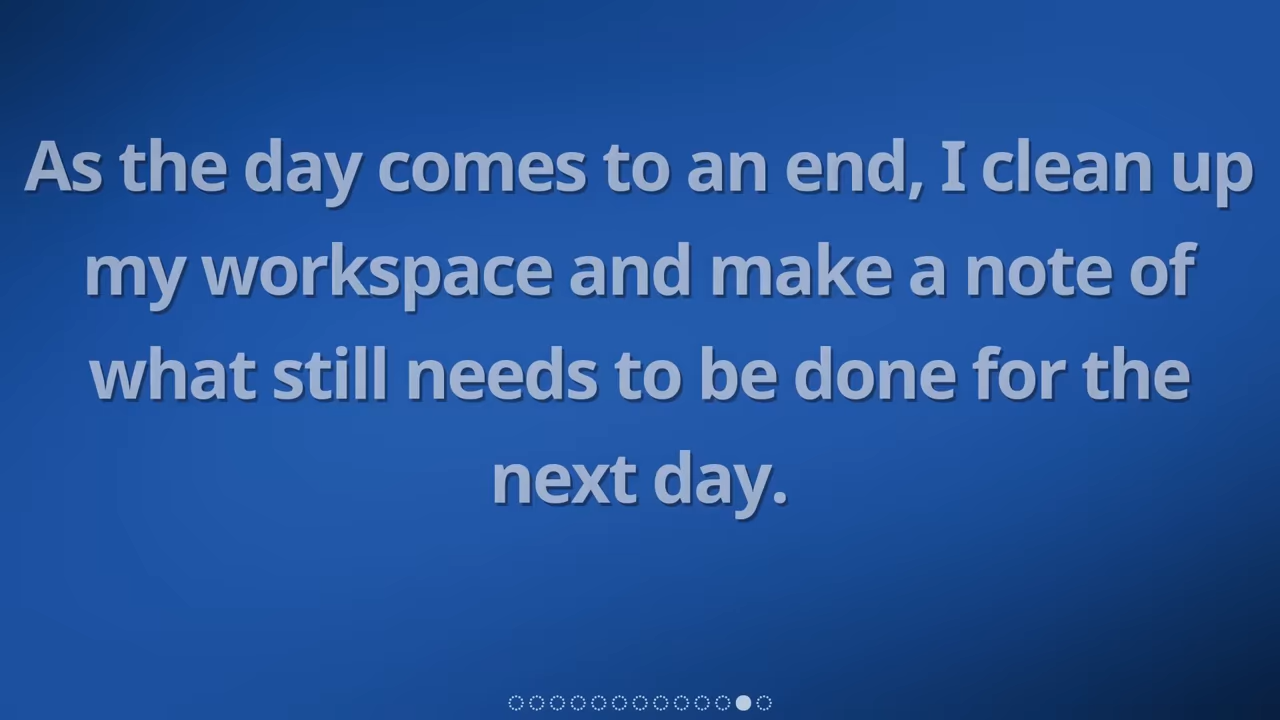 As the day comes to an end, I clean up
my workspace and make a note of
what still needs to be done for the
next day.